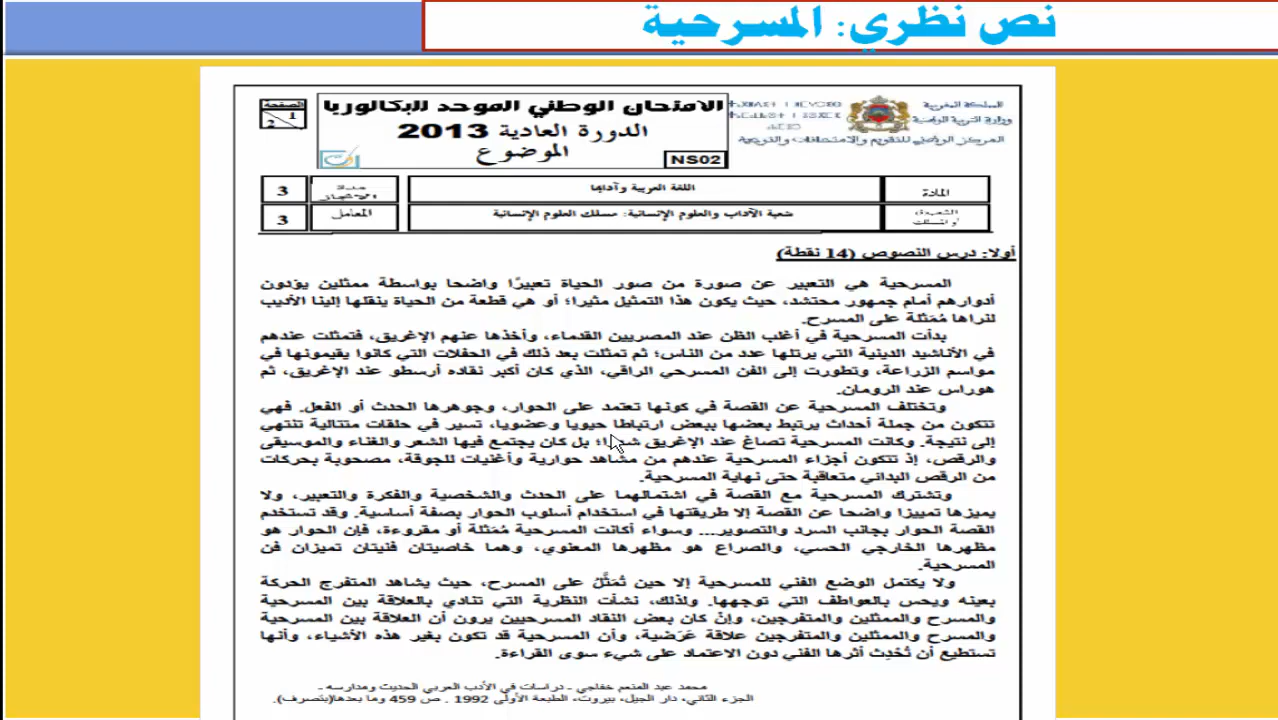 نص نظري: المسرحية
المملكة المغربية
وزارة التربية الوطنية
المركز الوطني للتقويم والامتحانات والتوجيه
الامتحان الوطني الموحد للبكالوريا
الدورة العادية 2013
الموضوع
NS02
الصفحة
1
2
المادة
اللغة العربية وآدابها
مدة الانجاز
3
الشعبة أو المسلك
شعبة الآداب والعلوم الإنسانية: مسلك العلوم الإنسانية
المعامل
3
أولا: درس النصوص (14 نقطة)
المسرحية هي التعبير عن صورة من صور الحياة تعبيرًا واضحا بواسطة ممثلين يؤدون
أدوارهم أمام جمهور محتشد، حيث يكون هذا التمثيل مثيرا؛ أو هي قطعة من الحياة ينقلها إلينا الأديب
لنراها مُمَثلة على المسرح.
بدأت المسرحية في أغلب الظن عند المصريين القدماء، وأخذها عنهم الإغريق، فتمثلت عندهم
في الأناشيد الدينية التي يرتلها عدد من الناس؛ ثم تمثلت بعد ذلك في الحفلات التي كانوا يقيمونها في
مواسم الزراعة، وتطورت إلى الفن المسرحي الراقي، الذي كان أكبر نقاده أرسطو عند الإغريق، ثم
هوراس عند الرومان.
وتختلف المسرحية عن القصة في كونها تعتمد على الحوار، وجوهرها الحدث أو الفعل. فهي
تتكون من جملة أحداث يرتبط بعضها ببعض ارتباطا حيويا وعضويا، تسير في حلقات متتالية تنتهي
إلى نتيجة. وكانت المسرحية تصاغ عند الإغريق شعرا؛ بل كان يجتمع فيها الشعر والغناء والموسيقى
والرقص، إذ تتكون أجزاء المسرحية عندهم من مشاهد حوارية وأغنيات للجوقة، مصحوبة بحركات
من الرقص البدائي متعاقبة حتى نهاية المسرحية.
وتشترك المسرحية مع القصة في اشتمالهما على الحدث والشخصية والفكرة والتعبير، ولا
يميزها تمييزا واضحا عن القصة إلا طريقتها في استخدام أسلوب الحوار بصفة أساسية. وقد تستخدم
القصة الحوار بجانب السرد والتصوير... وسواء أكانت المسرحية مُمَثلة أو مقروءة، فإن الحوار هو
مظهرها الخارجي الحسي، والصراع هو مظهرها المعنوي، وهما خاصيتان فنيتان تميزان فن
المسرحية.
ولا يكتمل الوضع الفني للمسرحية إلا حين تُمَثَّلُ على المسرح، حيث يشاهد المتفرج الحركة
بعينه ويحس بالعواطف التي توجهها. ولذلك، نشأت النظرية التي تنادي بالعلاقة بين المسرحية
والمسرح والممثلين والمتفرجين، وإنْ كان بعض النقاد المسرحيين يرون أن العلاقة بين المسرحية
والمسرح والممثلين والمتفرجين علاقة عَرَضية، وأن المسرحية قد تكون بغير هذه الأشياء، وأنها
تستطيع أن تُحْدِث أثرها الفني دون الاعتماد على شيء سوى القراءة.
محمد عبد المنعم خفاجي ـ دراسات في الأدب العربي الحديث ومدارسه ـ
الجزء الثاني، دار الجيل، بيروت، الطبعة الأولى 1992 . ص 459 وما بعدها(بتصرف).